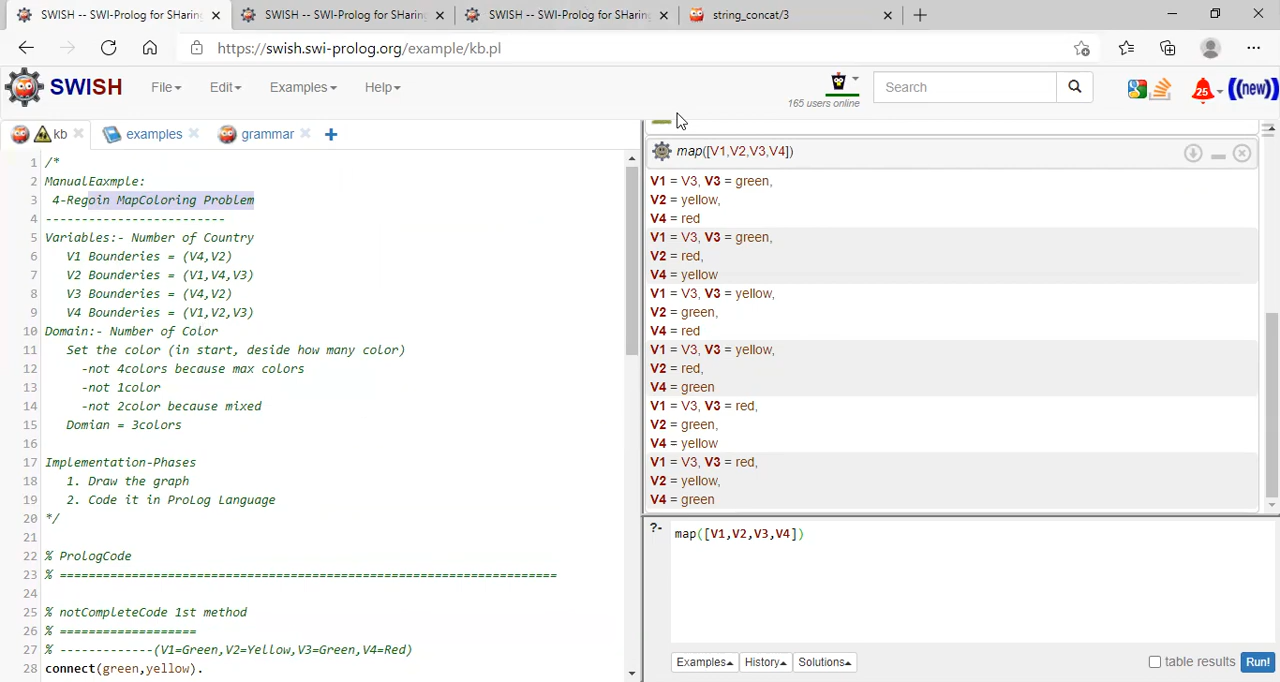 SWISH -- SWI-Prolog for SHaring
SWISH -- SWI-Prolog for SHaring
SWISH -- SWI-Prolog for SHaring
string_concat/3
https://swish.swi-prolog.org/example/kb.pl
SWISH
File
Edit
Examples
Help
165 users online
Search
25
((new))
kb
examples
grammar
1 /*
2 ManualEaxmple:
3 4-Regoin MapColoring Problem
4 -------------------------
5 Variables:- Number of Country
6 V1 Bounderies = (V4,V2)
7 V2 Bounderies = (V1,V4,V3)
8 V3 Bounderies = (V4,V2)
9 V4 Bounderies = (V1,V2,V3)
10 Domain:- Number of Color
11 Set the color (in start, deside how many color)
12 -not 4colors because max colors
13 -not 1color
14 -not 2color because mixed
15 Domian = 3colors
16
17 Implementation-Phases
18 1. Draw the graph
19 2. Code it in ProLog Language
20 */
21
22 % PrologCode
23 % =====================================================================
24
25 % notCompleteCode 1st method
26 % ===================
27 % -------------(V1=Green,V2=Yellow,V3=Green,V4=Red)
28 connect(green,yellow).
map([V1,V2,V3,V4])
V1 = V3, V3 = green,
V2 = yellow,
V4 = red
V1 = V3, V3 = green,
V2 = red,
V4 = yellow
V1 = V3, V3 = yellow,
V2 = green,
V4 = red
V1 = V3, V3 = yellow,
V2 = red,
V4 = green
V1 = V3, V3 = red,
V2 = green,
V4 = yellow
V1 = V3, V3 = red,
V2 = yellow,
V4 = green
?- map([V1,V2,V3,V4])
Examples
History
Solutions
table results
Run!